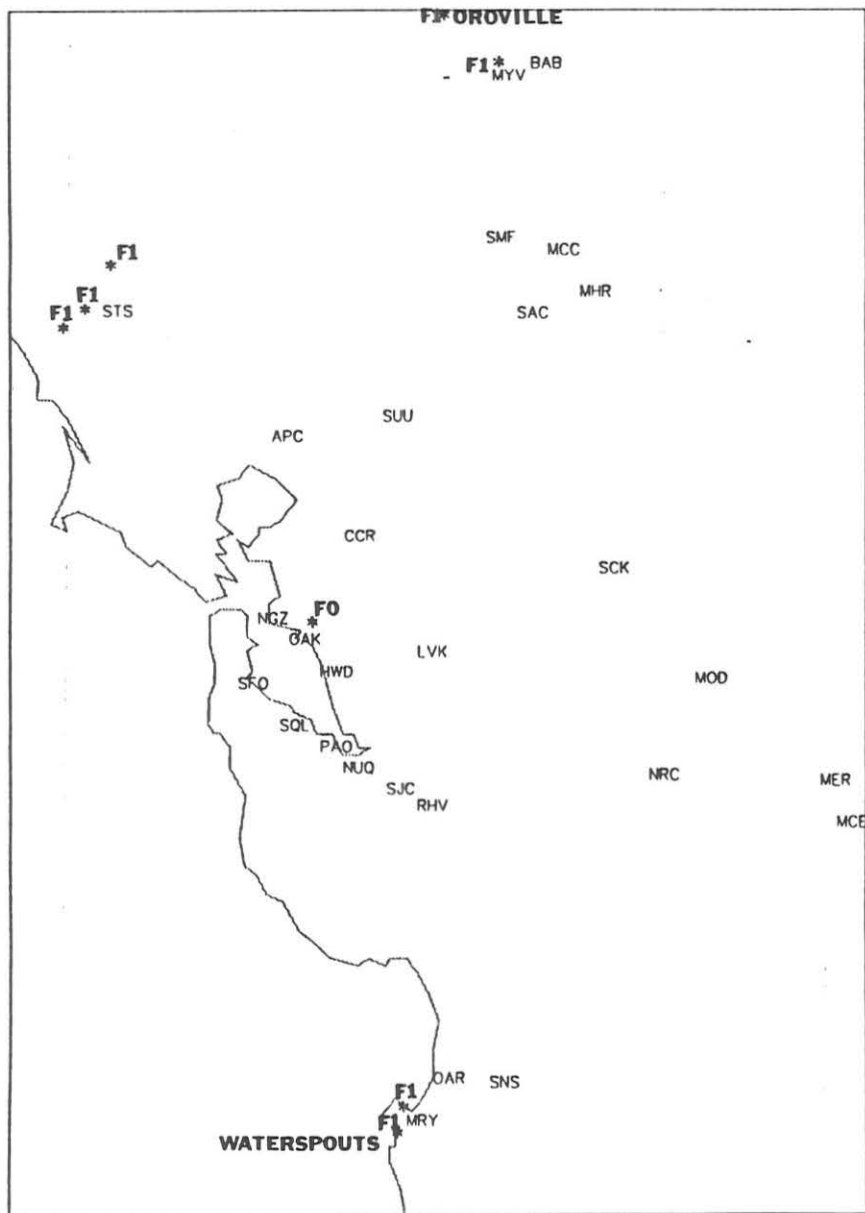 F1* OROVILLE
F1 * BAB
MYV
SMF
MCC
F1
*
MHR
F1
F1 * STS
*
SAC
SUU
APC
CCR
SCK
F0
NGZ *
OAK
LVK
HWD
MOD
SFO
SQL
PAO
NUQ
NRC
MER
SJC
RHV
MCE
OAR SNS
F1
*
F1 MRY
*
WATERSPOUTS